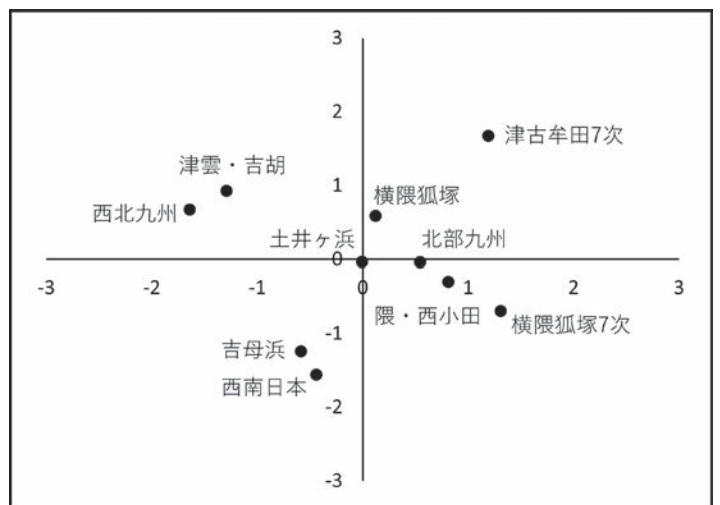 3
2
津古牟田7次
津雲・吉胡
1
横隈狐塚
西北九州
土井ヶ浜
北部九州
0
-3
-2
-1
0
1
2
3
隈・西小田
横隈狐塚7次
-1
吉母浜
西南日本
-2
-3